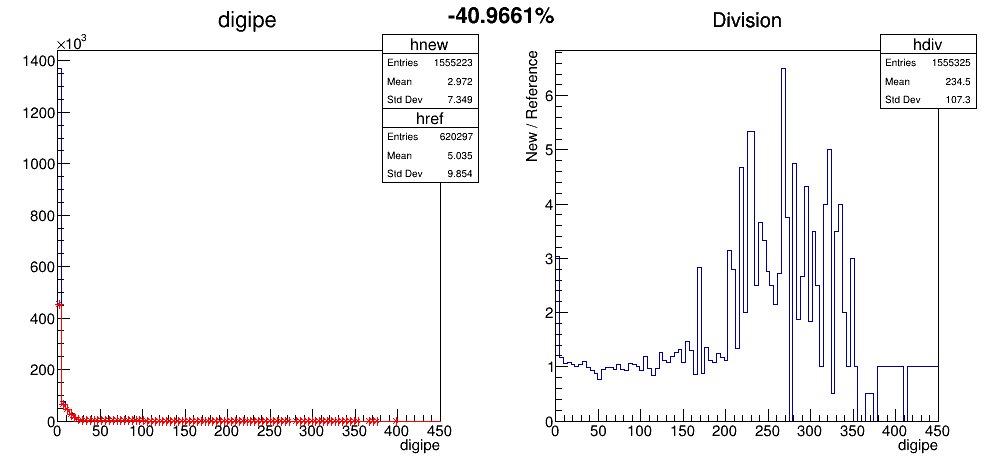 digipe
-40.9661%
Division
×10³
hnew
Entries 1555223
Mean 2.972
Std Dev 7.349
href
Entries 620297
Mean 5.035
Std Dev 9.854
1400
1200
1000
800
600
400
200
0
0 50 100 150 200 250 300 350 400 450
digipe
hdiv
Entries 1555325
Mean 234.5
Std Dev 107.3
New / Reference
6
5
4
3
2
1
0
0 50 100 150 200 250 300 350 400 450
digipe